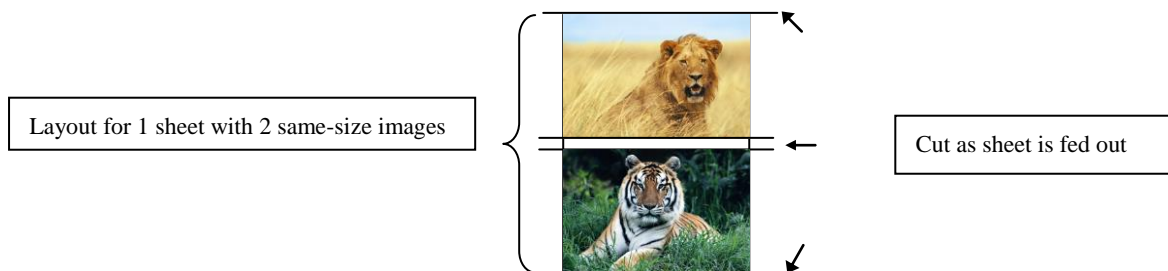 Layout for 1 sheet with 2 same-size images
Cut as sheet is fed out